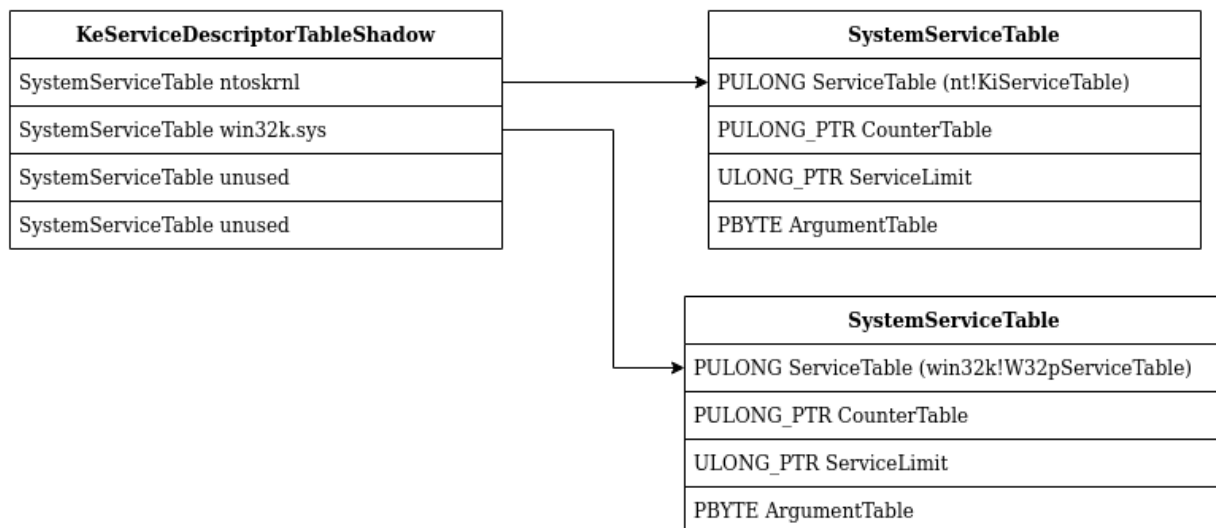 KeServiceDescriptorTableShadow
SystemServiceTable ntoskrnl
SystemServiceTable win32k.sys
SystemServiceTable unused
SystemServiceTable unused
SystemServiceTable
PULONG ServiceTable (nt!KiServiceTable)
PULONG_PTR CounterTable
ULONG_PTR ServiceLimit
PBYTE ArgumentTable
SystemServiceTable
PULONG ServiceTable (win32k!W32pServiceTable)
PULONG_PTR CounterTable
ULONG_PTR ServiceLimit
PBYTE ArgumentTable